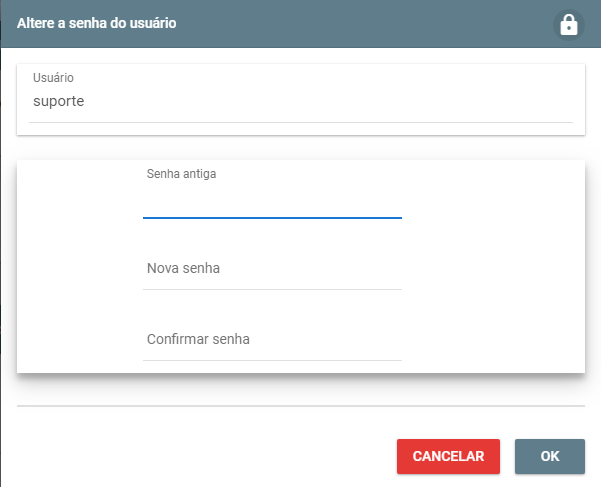 Altere a senha do usuário
Usuário
suporte
Senha antiga
Nova senha
Confirmar senha
CANCELAR
OK